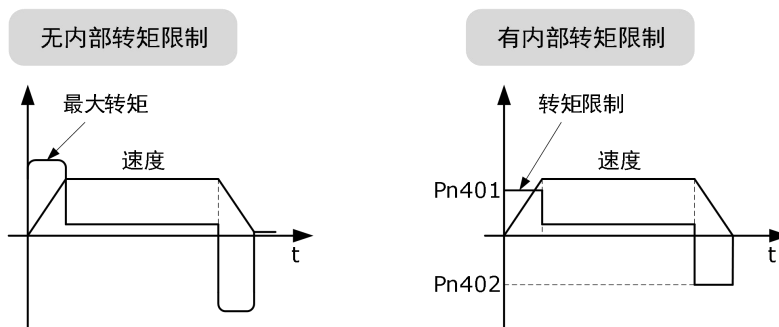 无内部转矩限制
最大转矩
速度
t
有内部转矩限制
转矩限制
速度
Pn401
t
Pn402